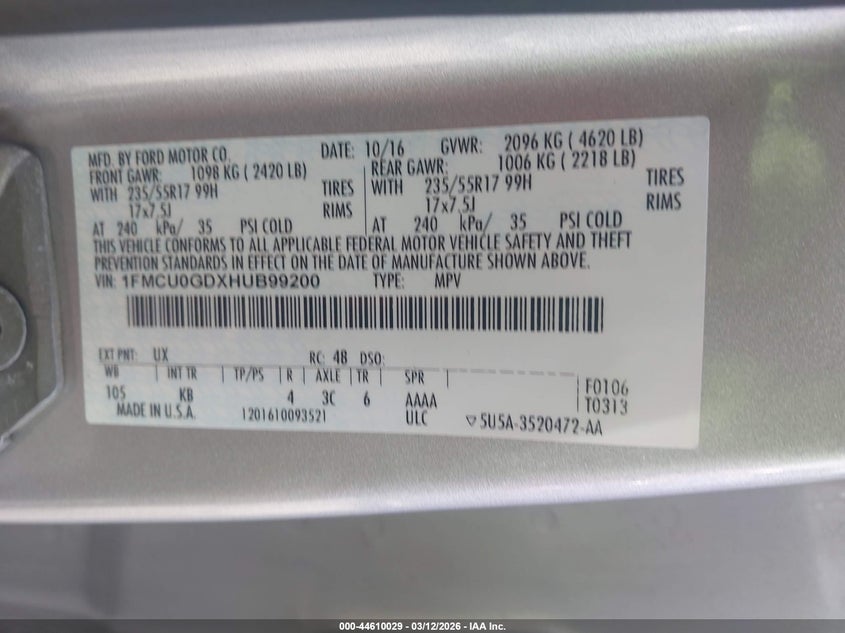 MFD. BY FORD MOTOR CO. DATE: 10/16 GVWR: 2096 KG ( 4620 LB)
FRONT GAWR: 1098 KG ( 2420 LB) REAR GAWR: 1006 KG ( 2218 LB)
WITH 235/55R17 99H TIRES WITH 235/55R17 99H TIRES
17x7.5J RIMS 17x7.5J RIMS
AT 240 kPa/ 35 PSI COLD AT 240 kPa/ 35 PSI COLD
THIS VEHICLE CONFORMS TO ALL APPLICABLE FEDERAL MOTOR VEHICLE SAFETY AND THEFT
PREVENTION STANDARDS IN EFFECT ON THE DATE OF MANUFACTURE SHOWN ABOVE.
VIN: 1FMCU0GDXHUB99200 TYPE: MPV
EXT PNT: UX RC: 48 DSO:
WB INT TR TP/PS R AXLE TR SPR F0106
105 KB 4 3C 6 AAAA T0313
MADE IN U.S.A. 1201610093521 ULC ▽5U5A-3520472-AA
000-44610029 - 03/12/2026 - IAA Inc.